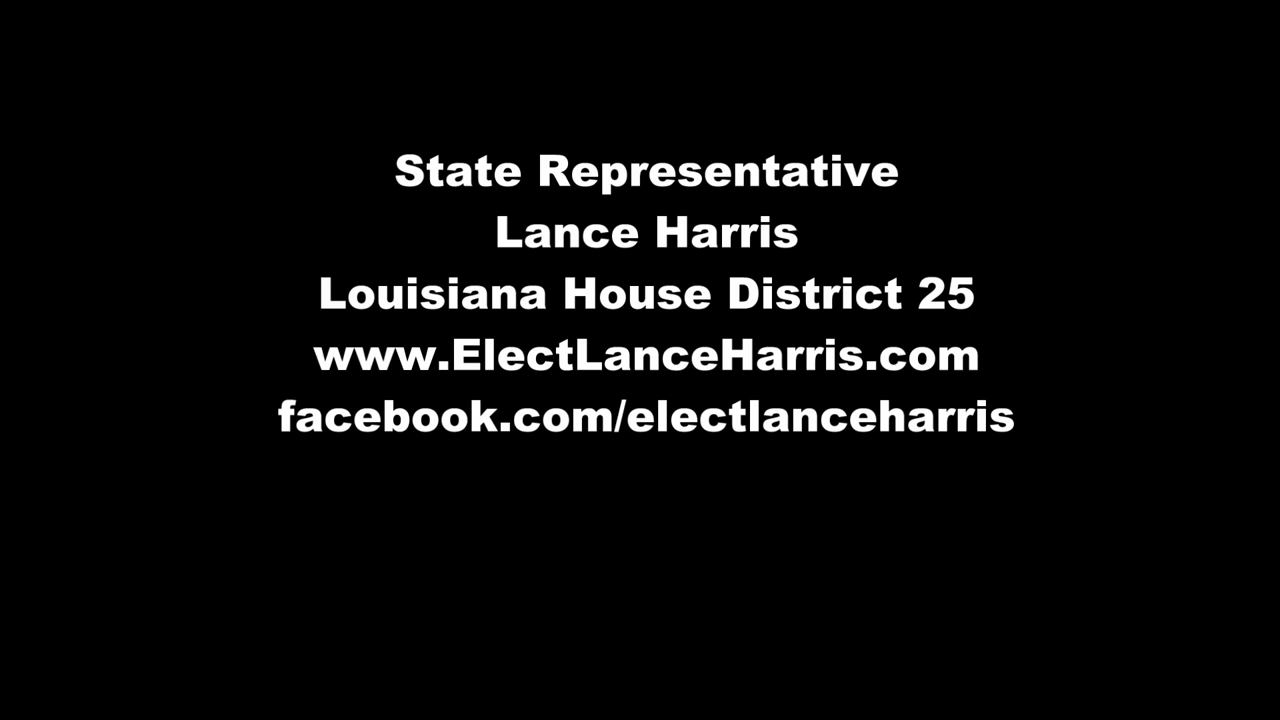 State Representative
Lance Harris
Louisiana House District 25
www.ElectLanceHarris.com
facebook.com/electlanceharris